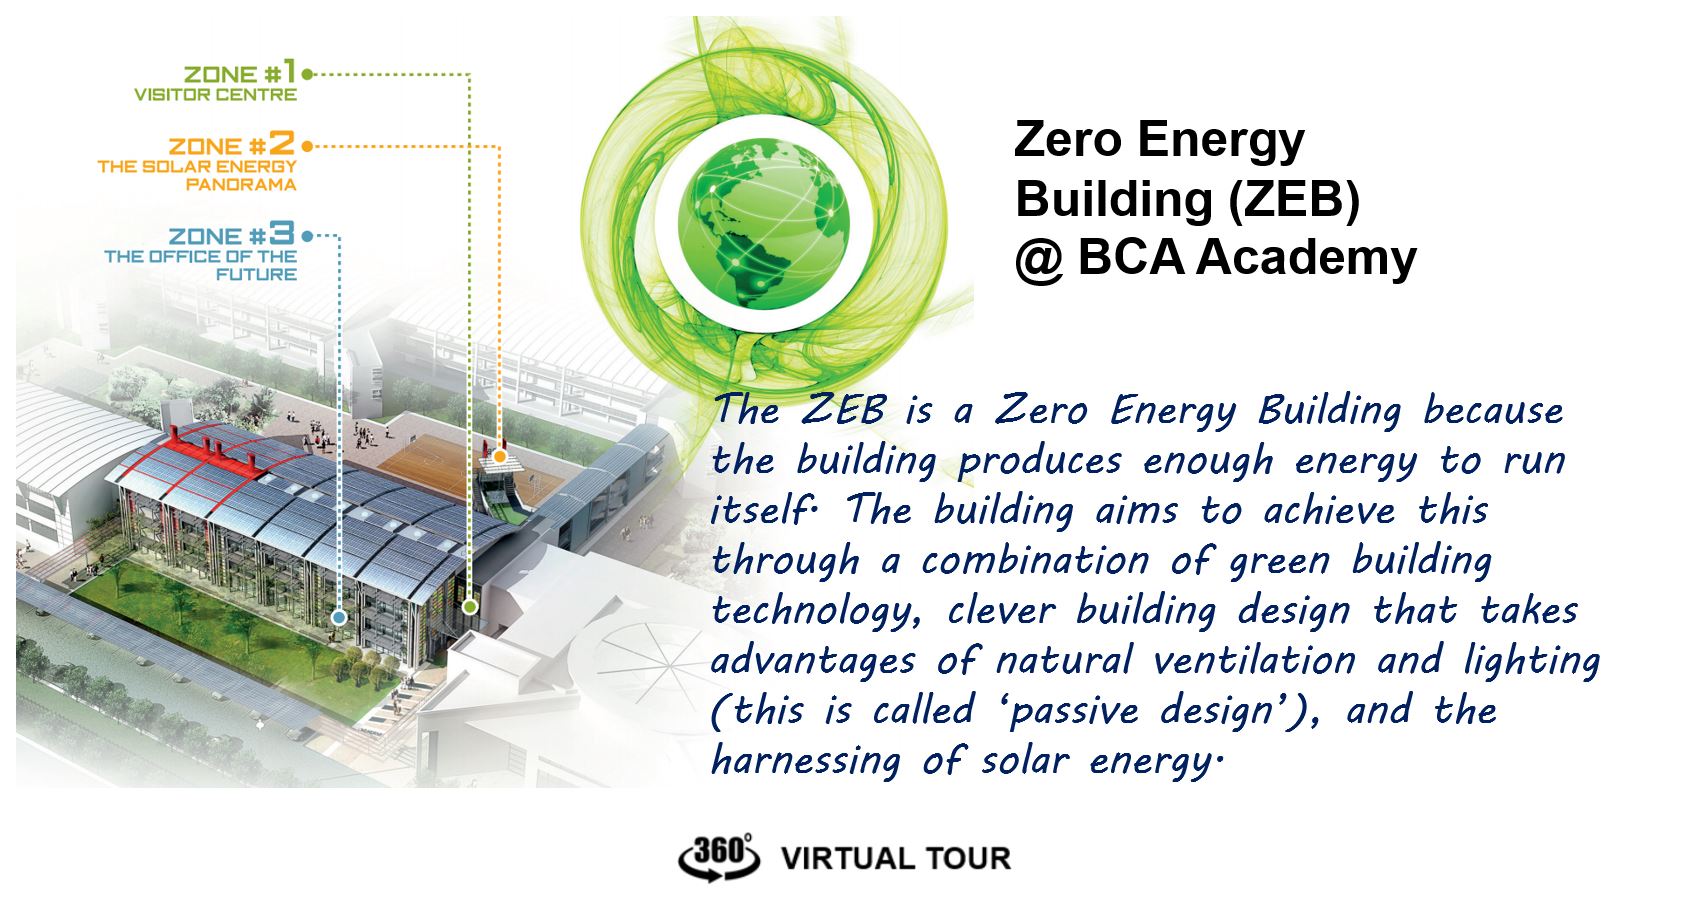 ZONE #1
VISITOR CENTRE
ZONE #2
THE SOLAR ENERGY
PANORAMA
ZONE #3
THE OFFICE OF THE
FUTURE
Zero Energy
Building (ZEB)
@ BCA Academy
The ZEB is a Zero Energy Building because
the building produces enough energy to run
itself. The building aims to achieve this
through a combination of green building
technology, clever building design that takes
advantages of natural ventilation and lighting
(this is called ‘passive design’), and the
harnessing of solar energy.
360° VIRTUAL TOUR